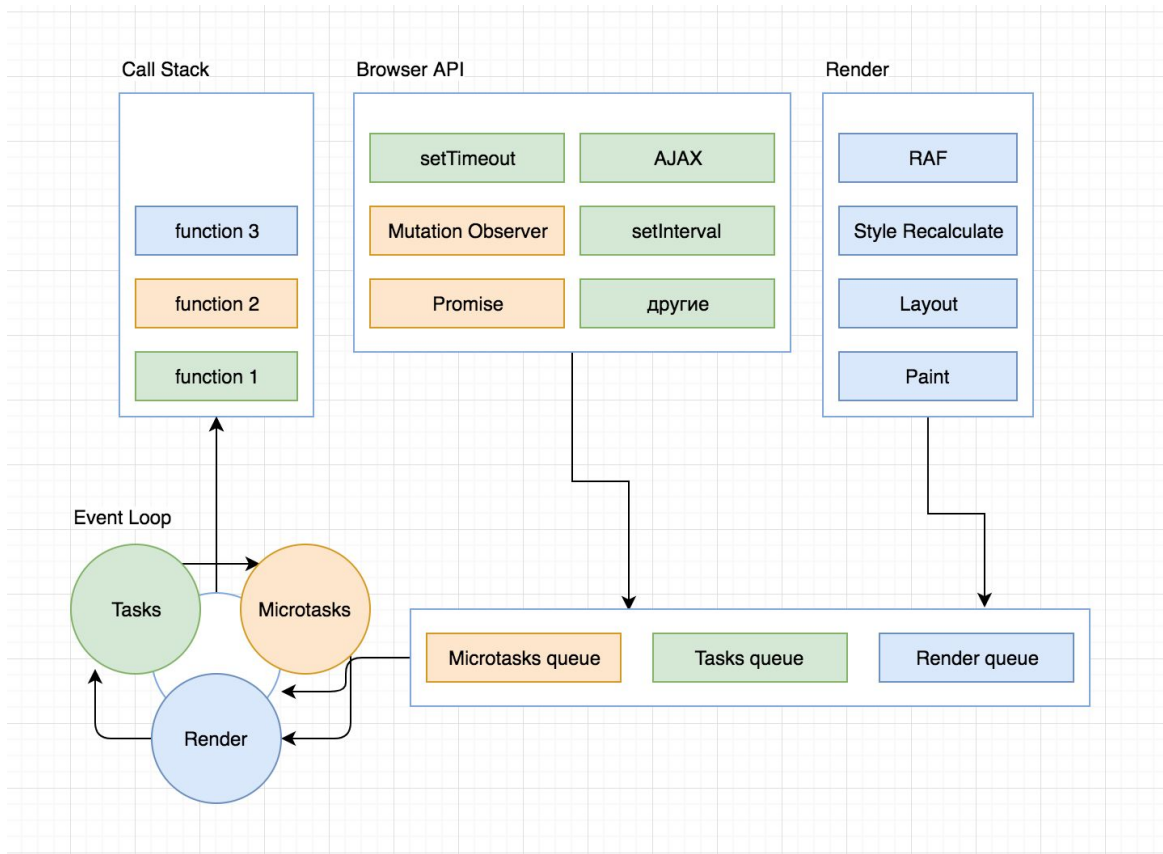 Call Stack
Browser API
Render
setTimeout
AJAX
RAF
function 3
Mutation Observer
setInterval
Style Recalculate
function 2
Promise
другие
Layout
function 1
Paint
Event Loop
Tasks
Microtasks
Microtasks queue
Tasks queue
Render queue
Render